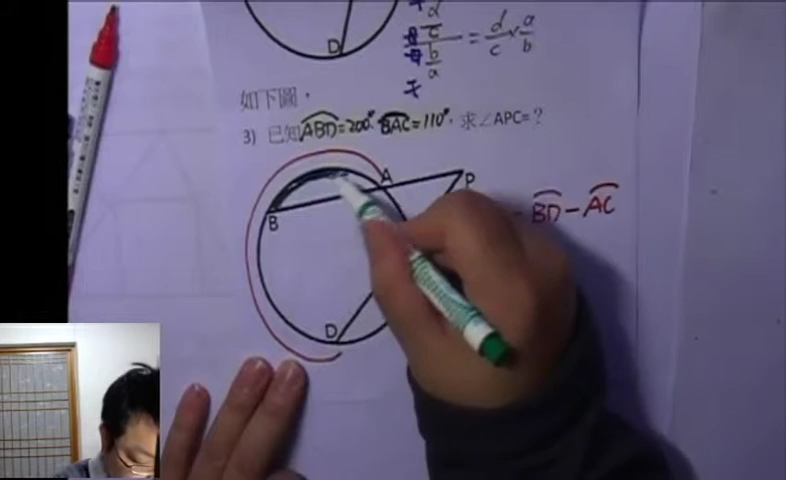 D
d
c
b
a
= d/c × a/b
如下圖，
3) 已知ABD=200°, BAC=110°, 求∠APC=?
A
P
B
BD - AC
D